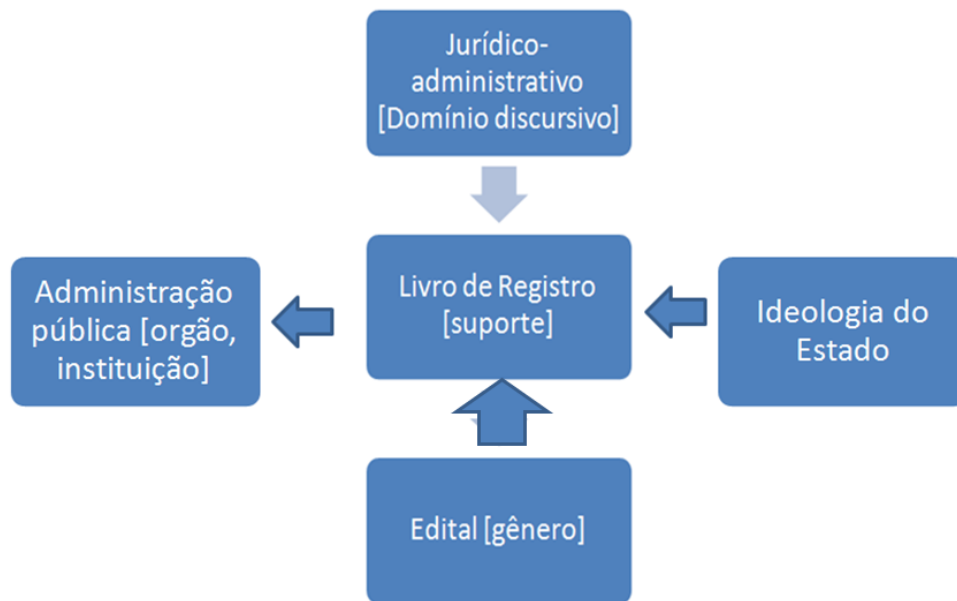 Jurídico-
administrativo
[Domínio discursivo]
Administração
pública [orgão,
instituição]
Livro de Registro
[suporte]
Ideologia do
Estado
Edital [gênero]